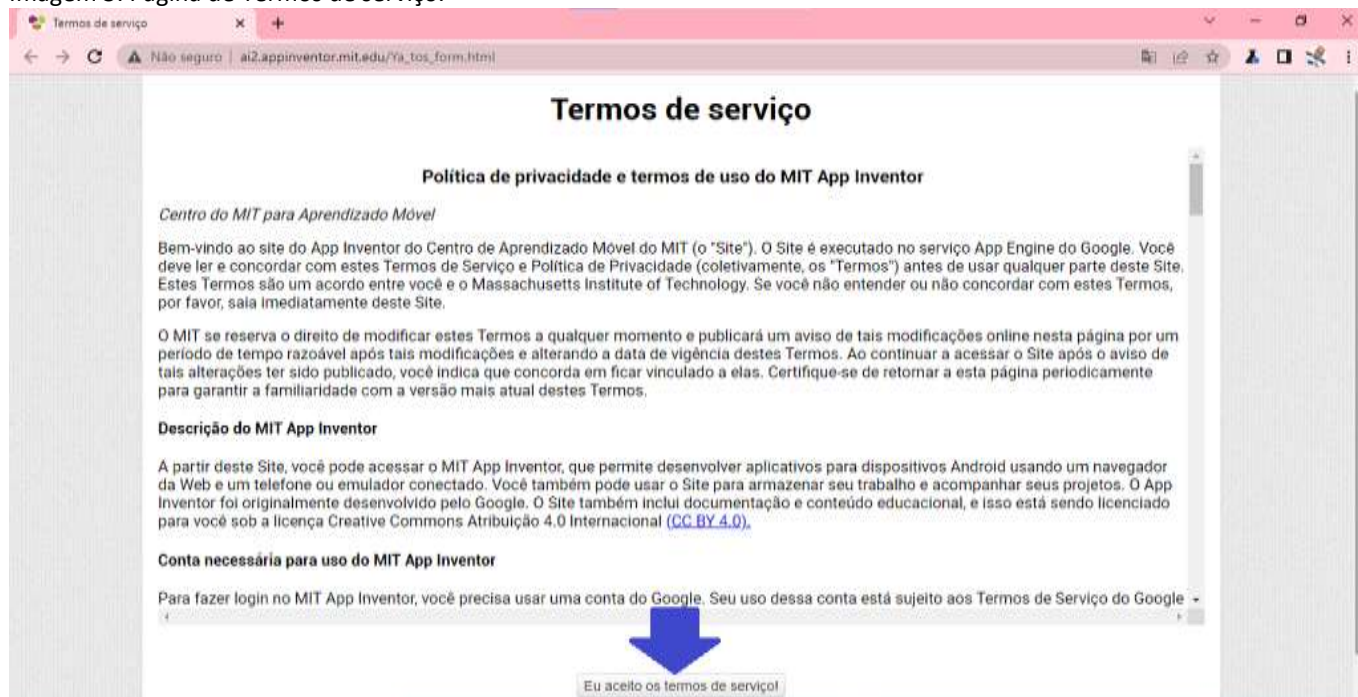 Termos de serviço
Não seguro | ai2.appinventor.mit.edu/Ya_tos_form.html
Termos de serviço
Política de privacidade e termos de uso do MIT App Inventor
Centro do MIT para Aprendizado Móvel
Bem-vindo ao site do App Inventor do Centro de Aprendizado Móvel do MIT (o "Site"). O Site é executado no serviço App Engine do Google. Você
deve ler e concordar com estes Termos de Serviço e Política de Privacidade (coletivamente, os "Termos") antes de usar qualquer parte deste Site.
Estes Termos são um acordo entre você e o Massachusetts Institute of Technology. Se você não entender ou não concordar com estes Termos,
por favor, saia imediatamente deste Site.
O MIT se reserva o direito de modificar estes Termos a qualquer momento e publicará um aviso de tais modificações online nesta página por um
período de tempo razoável após tais modificações e alterando a data de vigência destes Termos. Ao continuar a acessar o Site após o aviso de
tais alterações ter sido publicado, você indica que concorda em ficar vinculado a elas. Certifique-se de retornar a esta página periodicamente
para garantir a familiaridade com a versão mais atual destes Termos.
Descrição do MIT App Inventor
A partir deste Site, você pode acessar o MIT App Inventor, que permite desenvolver aplicativos para dispositivos Android usando um navegador
da Web e um telefone ou emulador conectado. Você também pode usar o Site para armazenar seu trabalho e acompanhar seus projetos. O App
Inventor foi originalmente desenvolvido pelo Google. O Site também inclui documentação e conteúdo educacional, e isso está sendo licenciado
para você sob a licença Creative Commons Atribuição 4.0 Internacional (CC BY 4.0).
Conta necessária para uso do MIT App Inventor
Para fazer login no MIT App Inventor, você precisa usar uma conta do Google. Seu uso dessa conta está sujeito aos Termos de Serviço do Google
Eu aceito os termos de serviço!